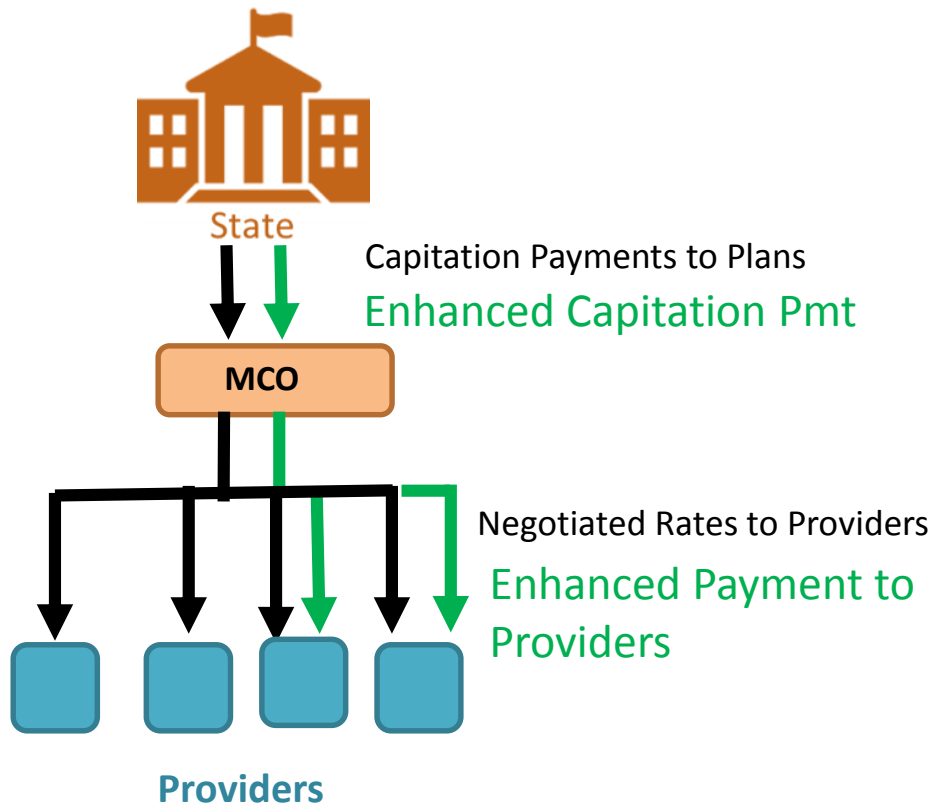 State
Capitation Payments to Plans
Enhanced Capitation Pmt
MCO
Negotiated Rates to Providers
Enhanced Payment to
Providers
Providers